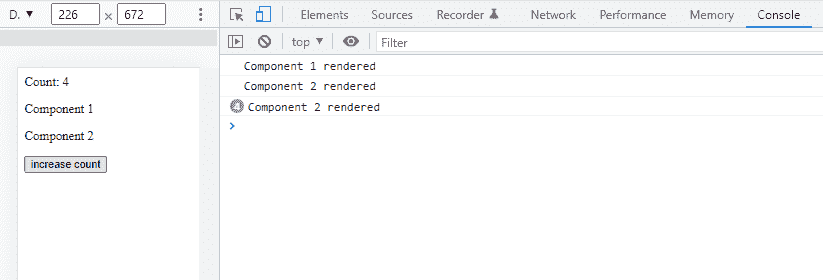 D. ▼ 226 × 672
Elements Sources Recorder Network Performance Memory Console
top ▼ Filter
Count: 4
Component 1
Component 2
increase count
Component 1 rendered
Component 2 rendered
4 Component 2 rendered